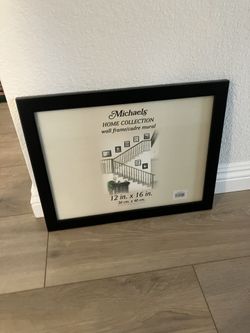 Michaels
HOME COLLECTION
wall frame/cadre mural
12 in. x 16 in.
30 cm. x 40 cm.